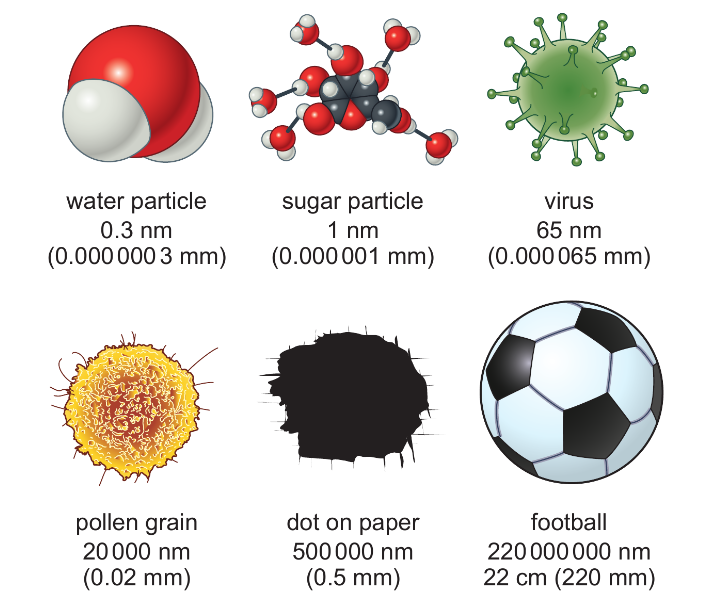 water particle
0.3 nm
(0.000 000 3 mm)
sugar particle
1 nm
(0.000 001 mm)
virus
65 nm
(0.000 065 mm)
pollen grain
20 000 nm
(0.02 mm)
dot on paper
500 000 nm
(0.5 mm)
football
220 000 000 nm
22 cm (220 mm)